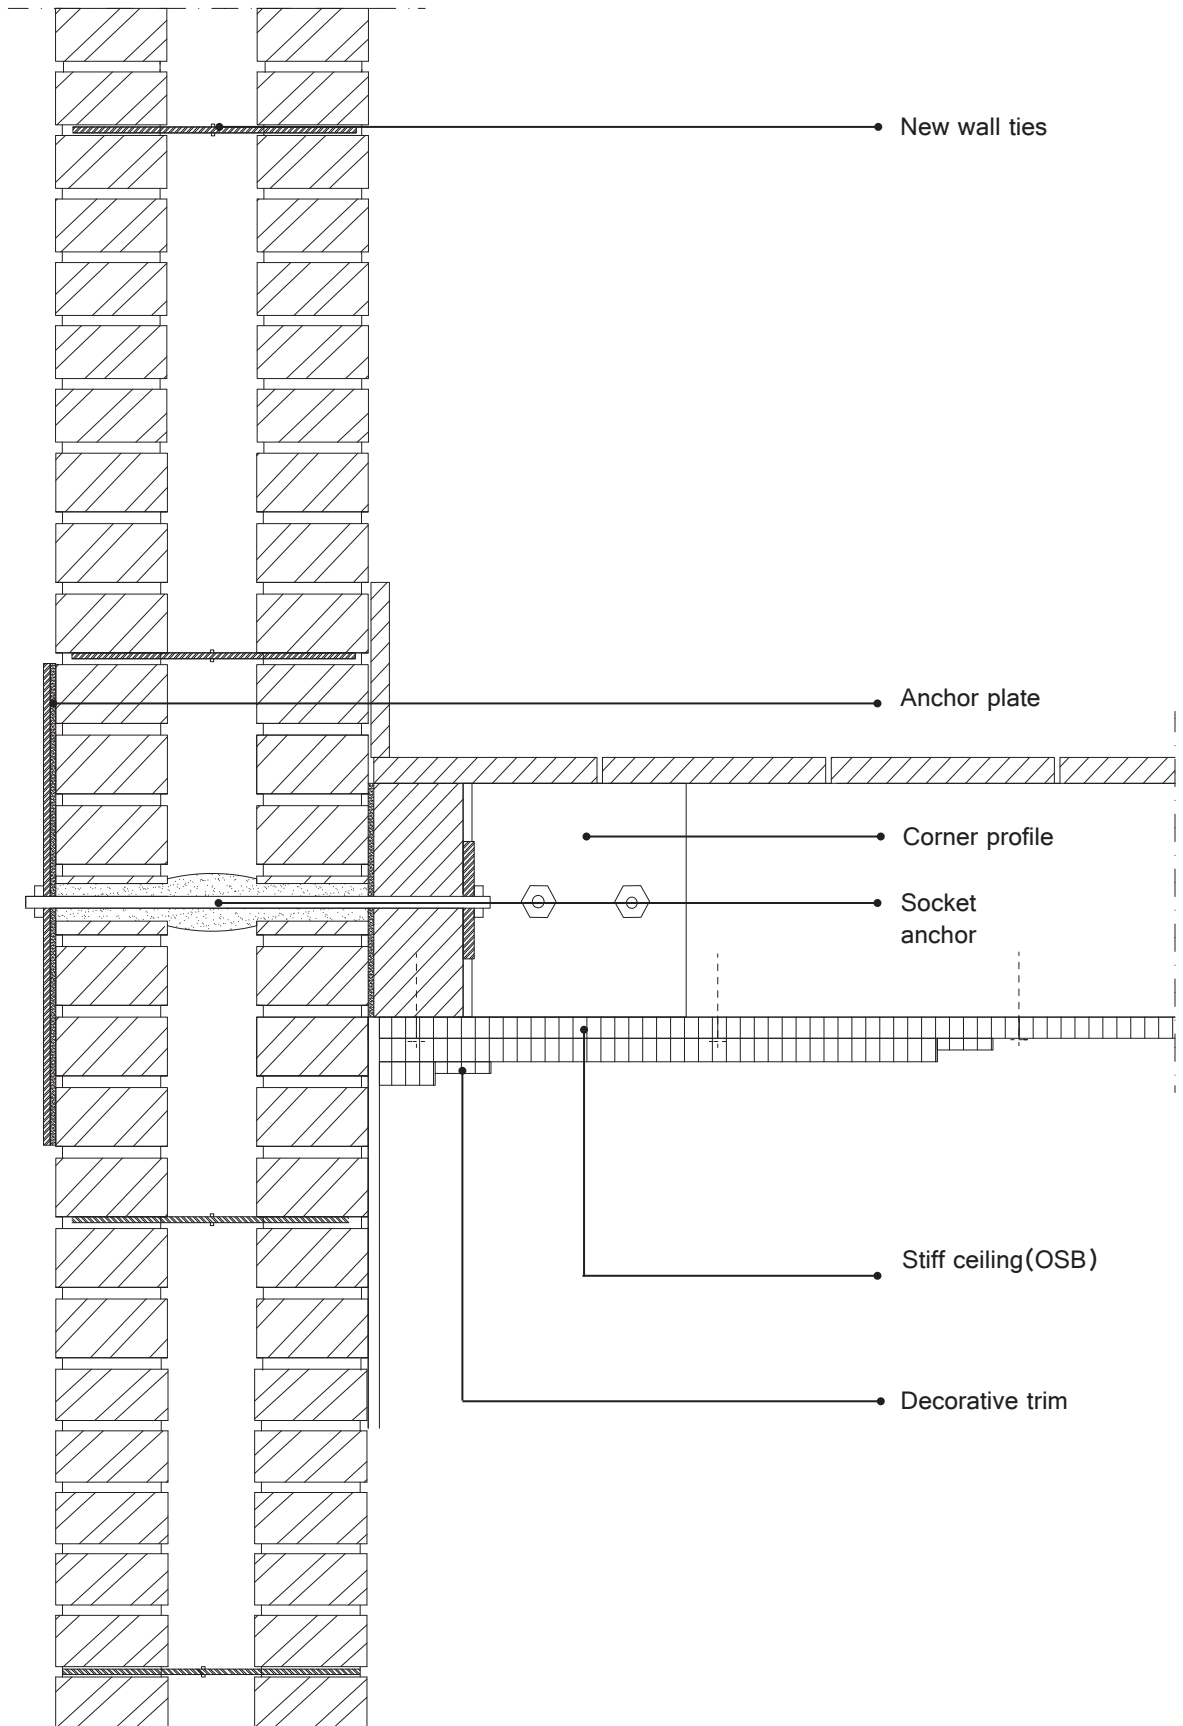 New wall ties
Anchor plate
Corner profile
Socket
anchor
Stiff ceiling(OSB)
Decorative trim